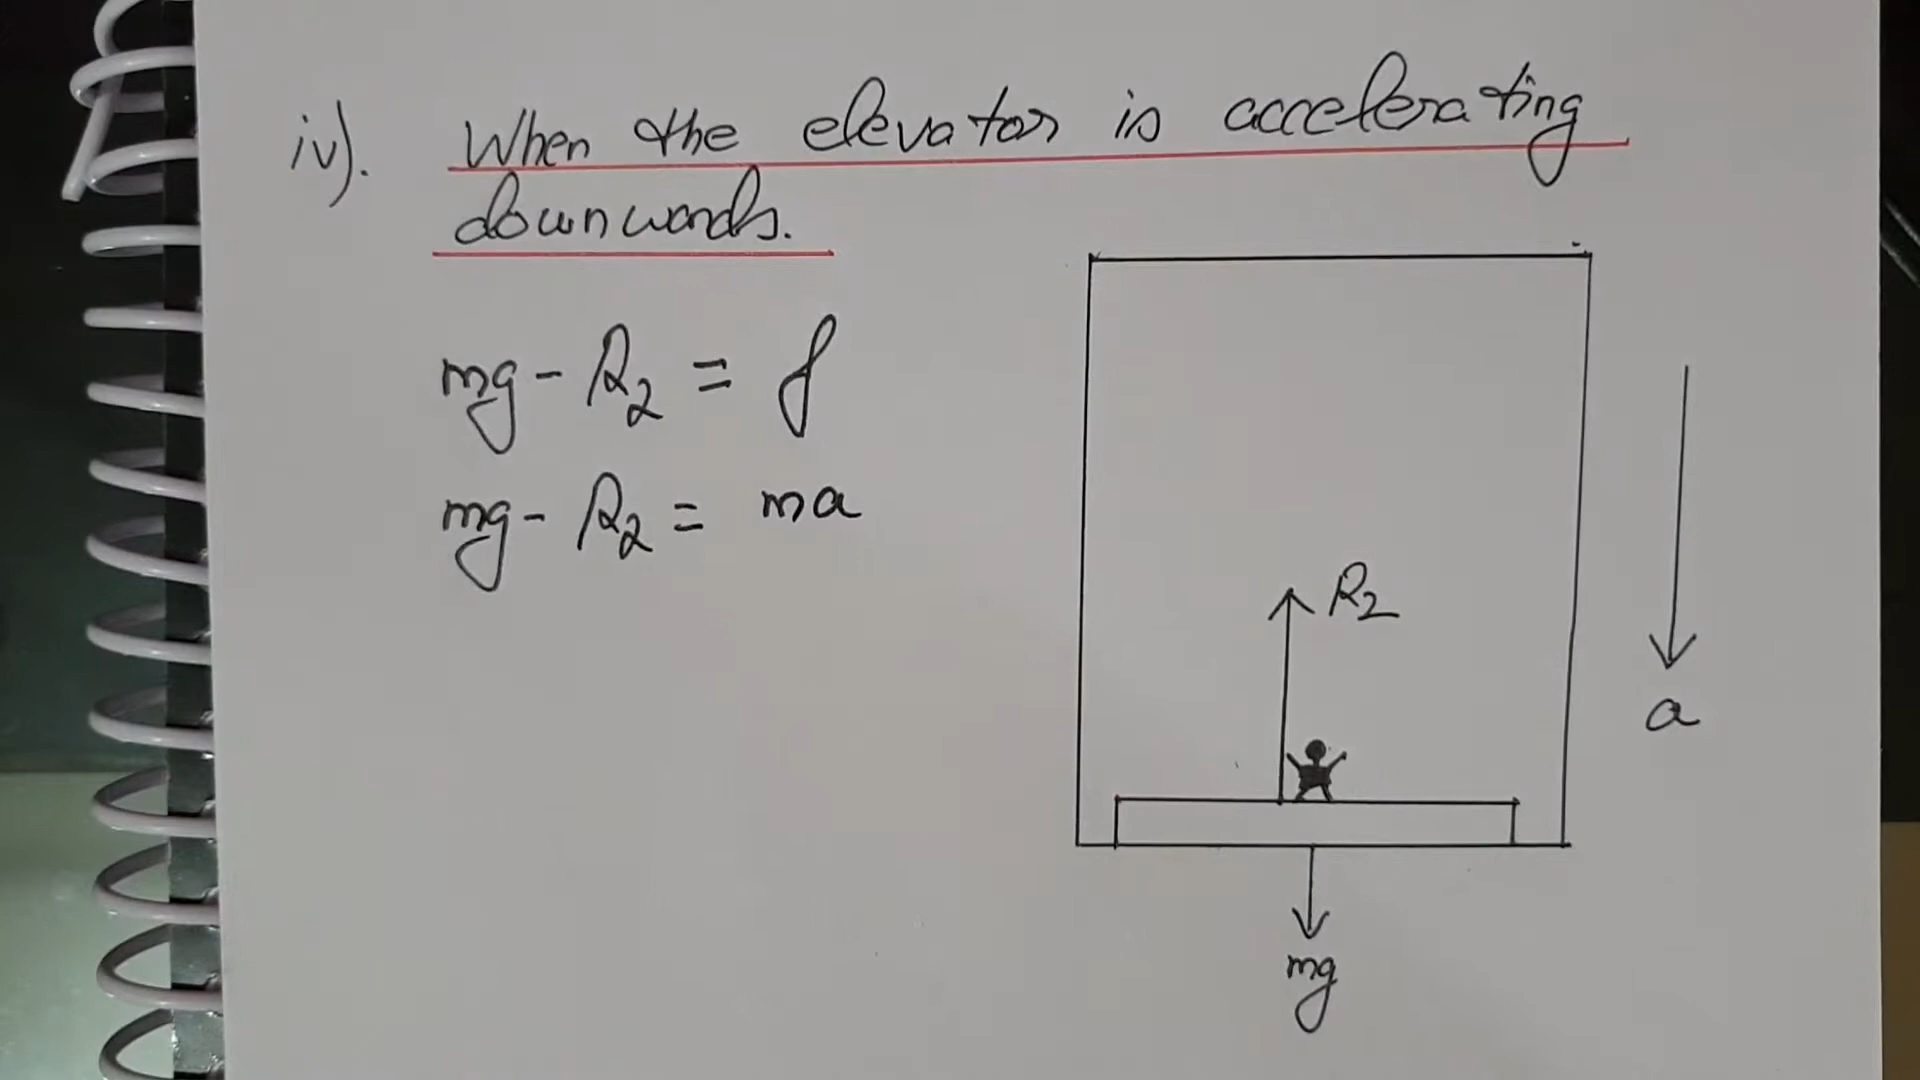 iv). When the elevator is accelerating
downwards.
mg - R₂ = f
mg - R₂ = ma
R₂
a
mg